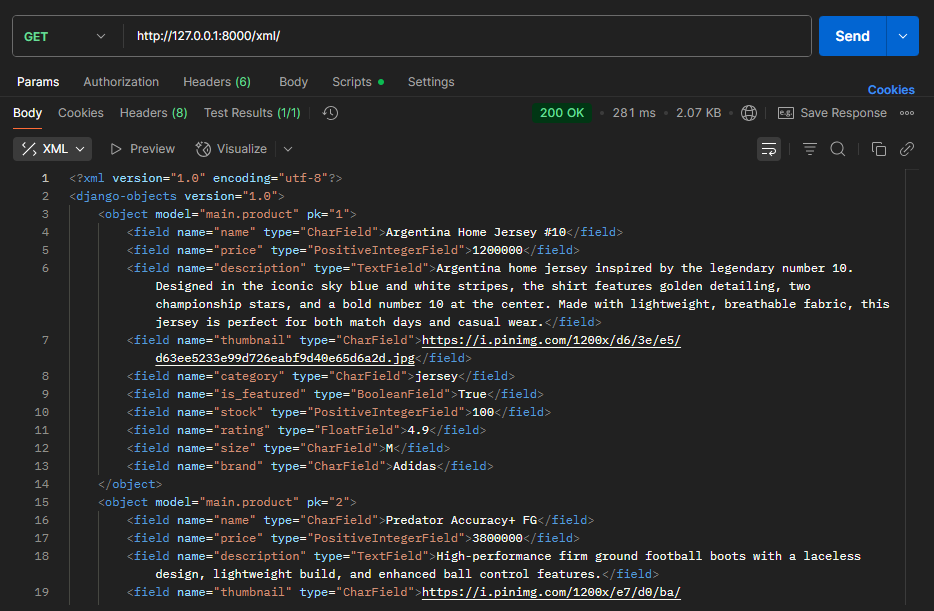 GET http://127.0.0.1:8000/xml/ Send
Params Authorization Headers (6) Body Scripts Settings
Cookies
Body Cookies Headers (8) Test Results (1/1) 200 OK • 281 ms • 2.07 KB • Save Response
XML Preview Visualize
1 <?xml version="1.0" encoding="utf-8"?>
2 <django-objects version="1.0">
3 <object model="main.product" pk="1">
4 <field name="name" type="CharField">Argentina Home Jersey #10</field>
5 <field name="price" type="PositiveIntegerField">1200000</field>
6 <field name="description" type="TextField">Argentina home jersey inspired by the legendary number 10.
Designed in the iconic sky blue and white stripes, the shirt features golden detailing, two
championship stars, and a bold number 10 at the center. Made with lightweight, breathable fabric, this
jersey is perfect for both match days and casual wear.</field>
7 <field name="thumbnail" type="CharField">https://i.pinimg.com/1200x/d6/3e/e5/
d63ee5233e99d726eabf9d40e65d6a2d.jpg</field>
8 <field name="category" type="CharField">jersey</field>
9 <field name="is_featured" type="BooleanField">True</field>
10 <field name="stock" type="PositiveIntegerField">100</field>
11 <field name="rating" type="FloatField">4.9</field>
12 <field name="size" type="CharField">M</field>
13 <field name="brand" type="CharField">Adidas</field>
14 </object>
15 <object model="main.product" pk="2">
16 <field name="name" type="CharField">Predator Accuracy+ FG</field>
17 <field name="price" type="PositiveIntegerField">3800000</field>
18 <field name="description" type="TextField">High-performance firm ground football boots with a laceless
design, lightweight build, and enhanced ball control features.</field>
19 <field name="thumbnail" type="CharField">https://i.pinimg.com/1200x/e7/d0/ba/